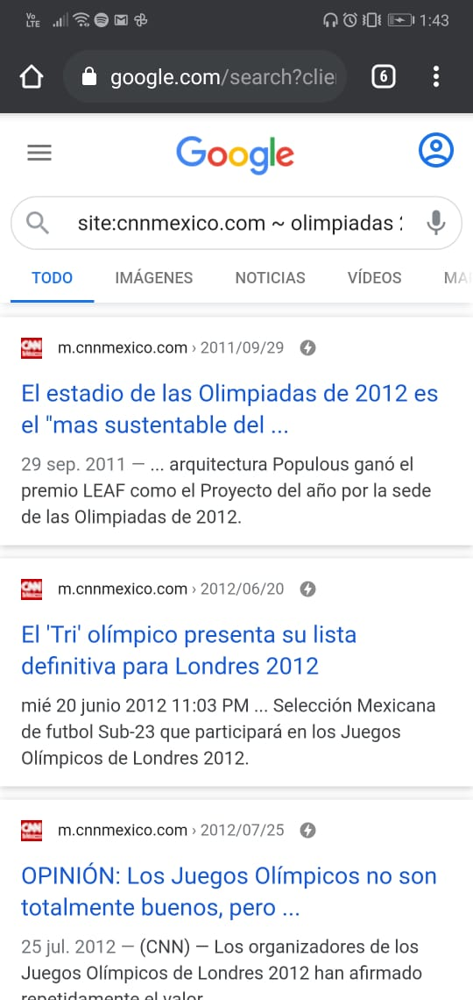 Vo
LTE
1:43
google.com/search?clie
6
Google
site:cnnmexico.com ~ olimpiadas
TODO IMÁGENES NOTICIAS VÍDEOS MA
m.cnnmexico.com › 2011/09/29
El estadio de las Olimpiadas de 2012 es
el "mas sustentable del ...
29 sep. 2011 — ... arquitectura Populous ganó el
premio LEAF como el Proyecto del año por la sede
de las Olimpiadas de 2012.
m.cnnmexico.com › 2012/06/20
El 'Tri' olímpico presenta su lista
definitiva para Londres 2012
mié 20 junio 2012 11:03 PM ... Selección Mexicana
de futbol Sub-23 que participará en los Juegos
Olímpicos de Londres 2012.
m.cnnmexico.com › 2012/07/25
OPINIÓN: Los Juegos Olímpicos no son
totalmente buenos, pero ...
25 jul. 2012 — (CNN) — Los organizadores de los
Juegos Olímpicos de Londres 2012 han afirmado
repetidamente el valor